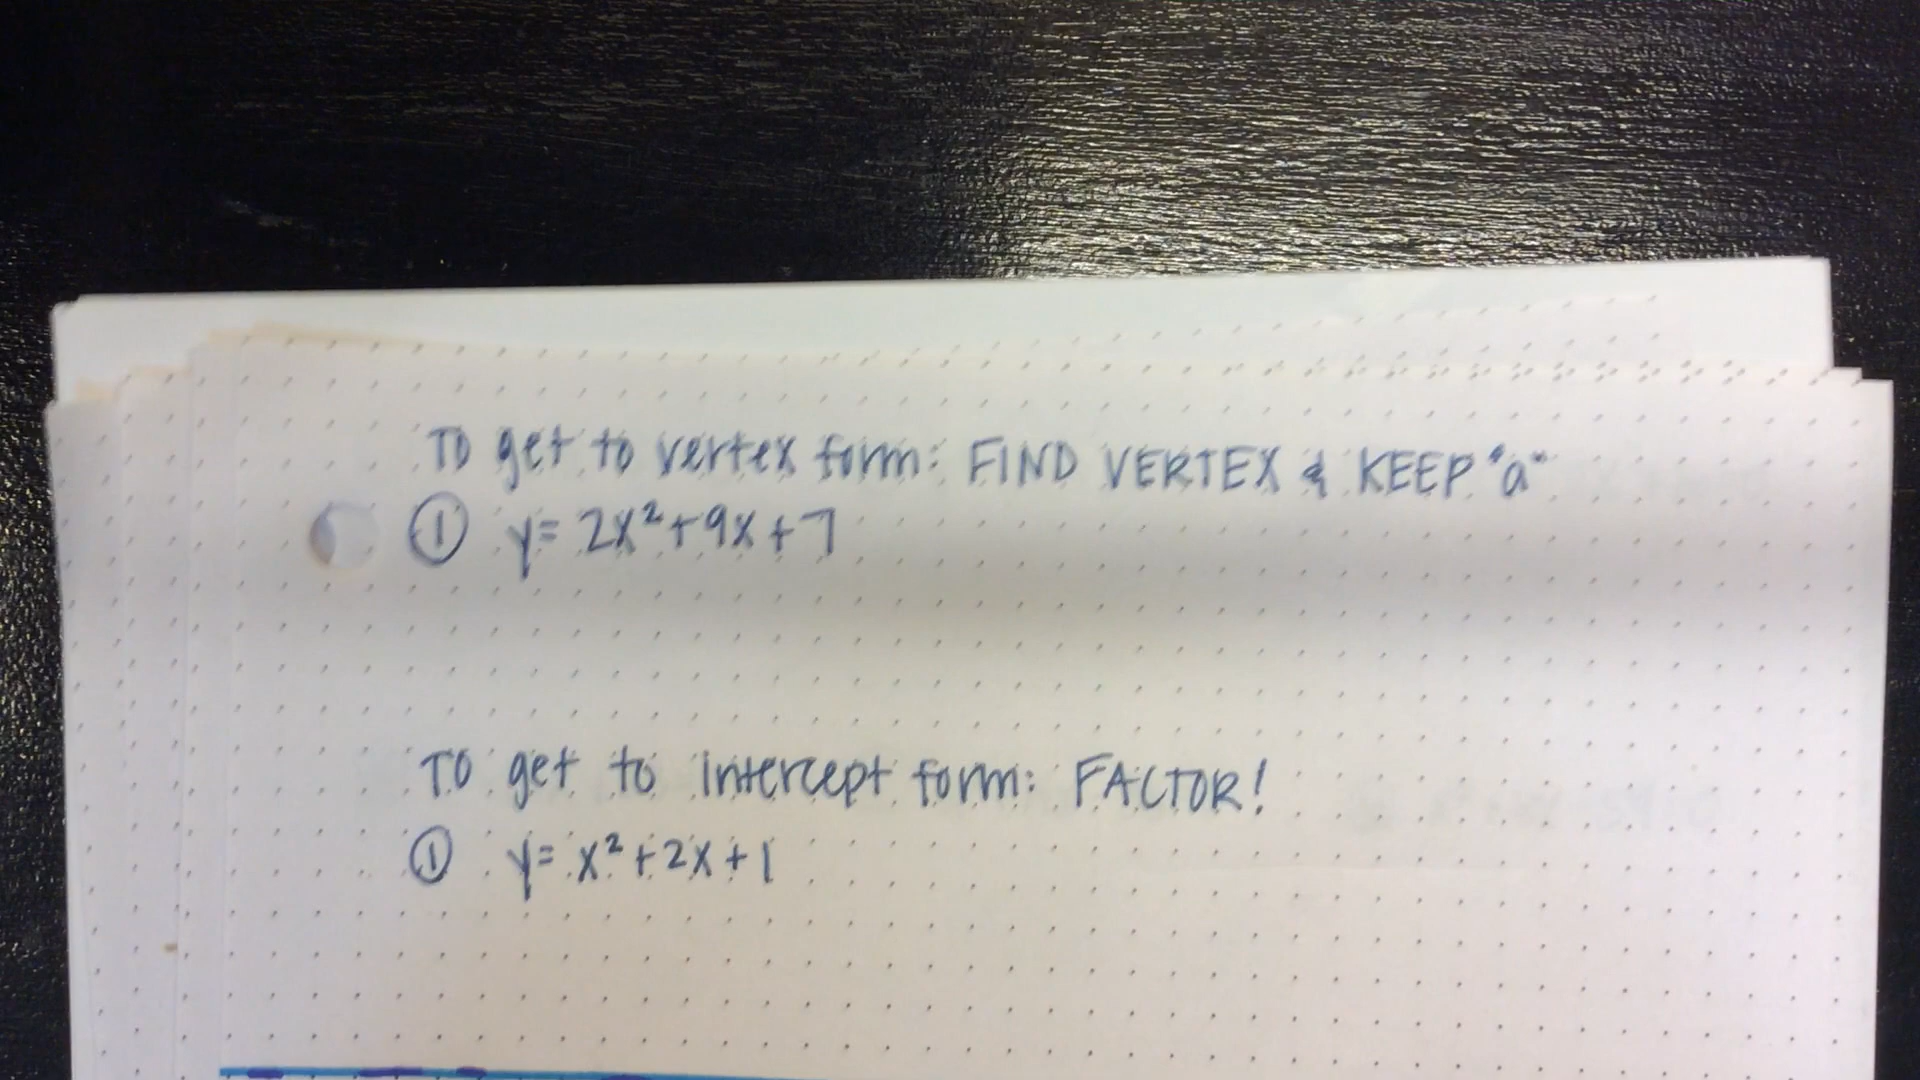 To get to vertex form: FIND VERTEX & KEEP "a"
① y = 2x² + 9x + 7
To get to intercept form: FACTOR!
① y = x² + 2x + 1